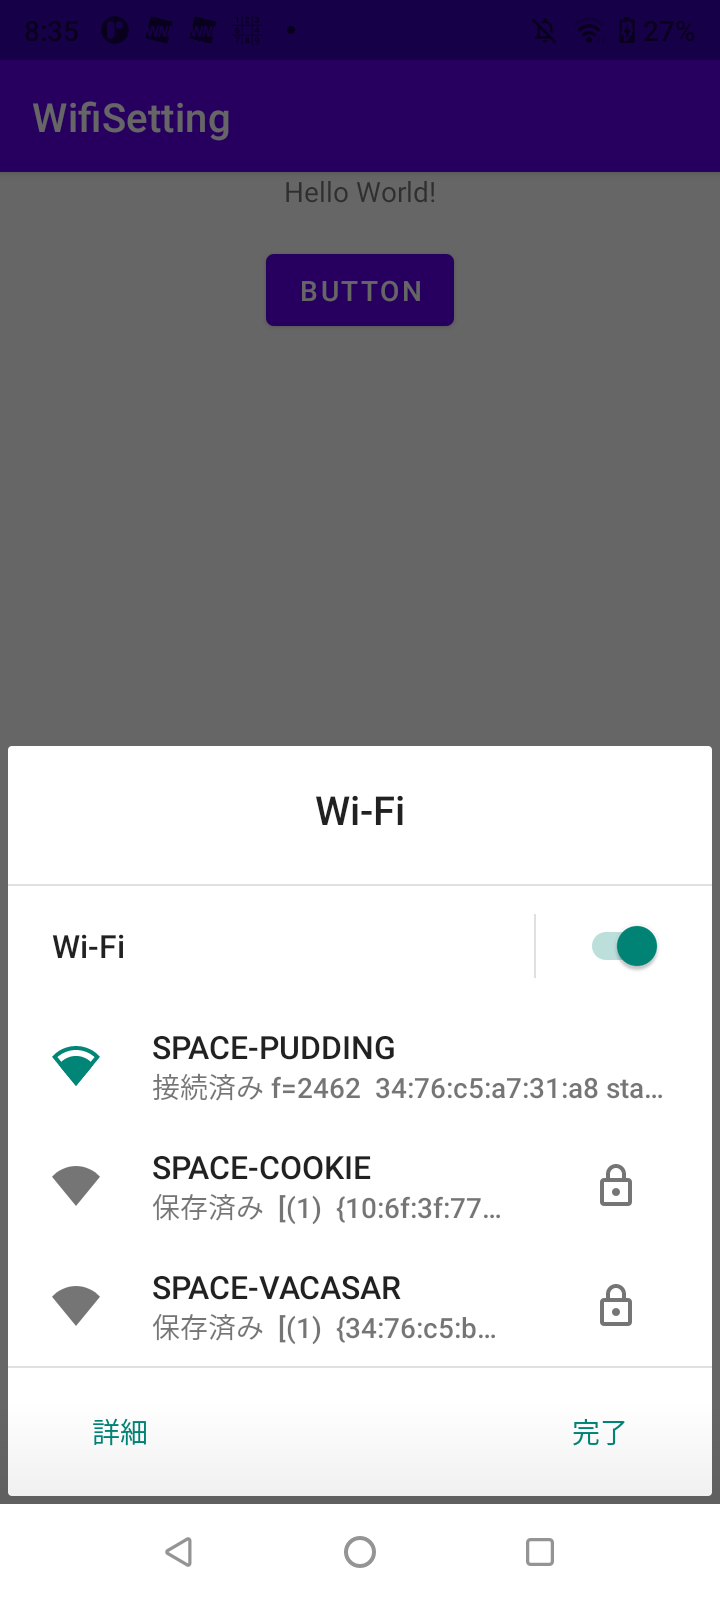 8:35
27%
WifiSetting
Hello World!
BUTTON
Wi-Fi
Wi-Fi
SPACE-PUDDING
接続済み f=2462 34:76:c5:a7:31:a8 sta...
SPACE-COOKIE
保存済み [(1) {10:6f:3f:77...
SPACE-VACASAR
保存済み [(1) {34:76:c5:b...
詳細
完了